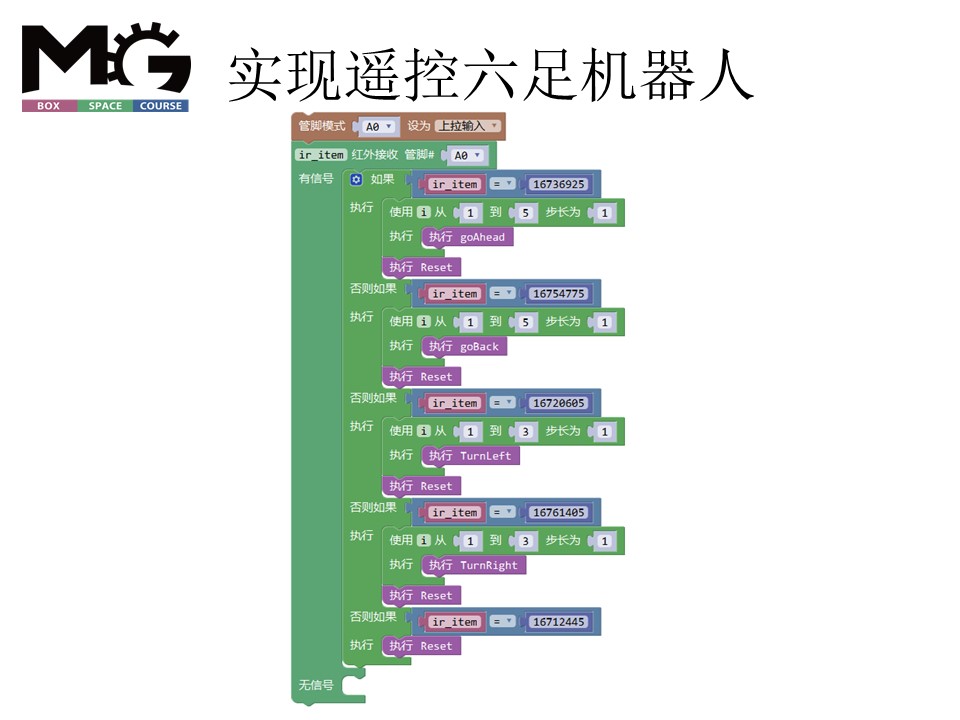 MG
BOX SPACE COURSE
实现遥控六足机器人
管脚模式 A0 设为 上拉输入
ir_item 红外接收 管脚# A0
有信号 如果 ir_item = 16736925
执行 使用 i 从 1 到 5 步长为 1
执行 执行 goAhead
执行 Reset
否则如果 ir_item = 16754775
执行 使用 i 从 1 到 5 步长为 1
执行 执行 goBack
执行 Reset
否则如果 ir_item = 16720605
执行 使用 i 从 1 到 3 步长为 1
执行 执行 TurnLeft
执行 Reset
否则如果 ir_item = 16761405
执行 使用 i 从 1 到 3 步长为 1
执行 执行 TurnRight
执行 Reset
否则如果 ir_item = 16712445
执行 执行 Reset
无信号